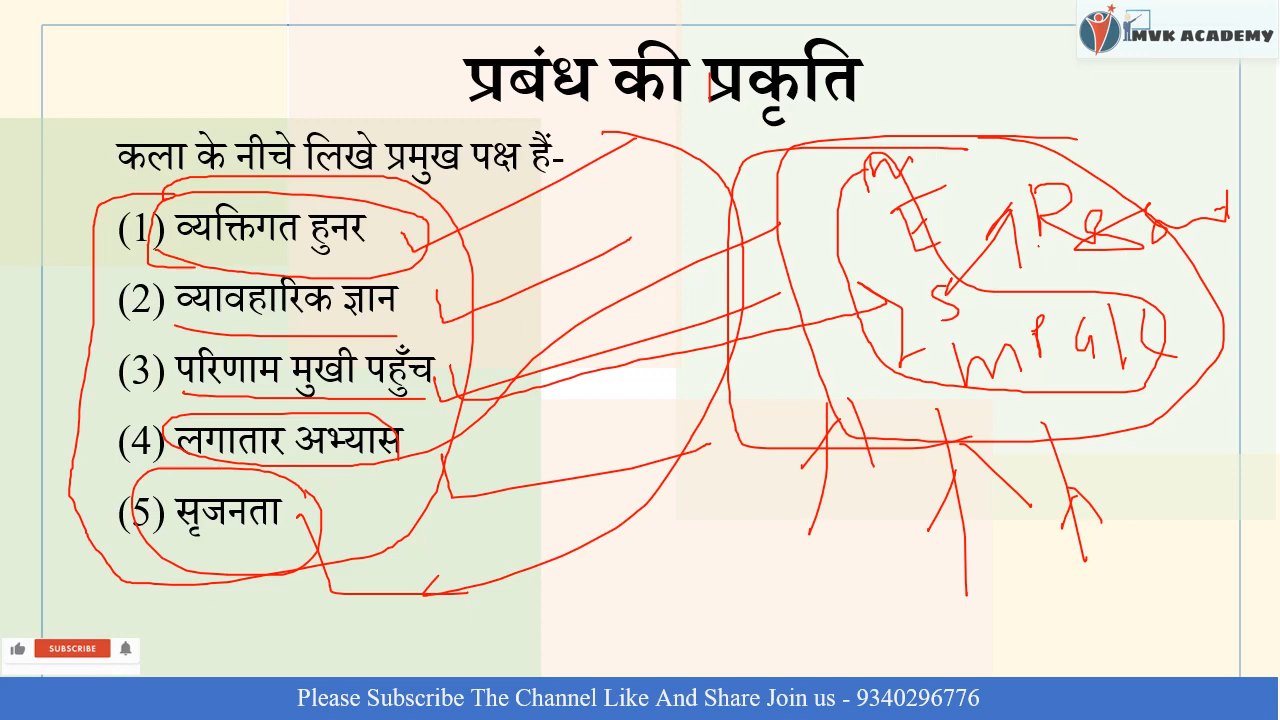 MVK ACADEMY
प्रबंध की प्रकृति
कला के नीचे लिखे प्रमुख पक्ष हैं-
(1) व्यक्तिगत हुनर
(2) व्यावहारिक ज्ञान
(3) परिणाम मुखी पहुँच
(4) लगातार अभ्यास
(5) सृजनता
SUBSCRIBE
Please Subscribe The Channel Like And Share Join us - 9340296776